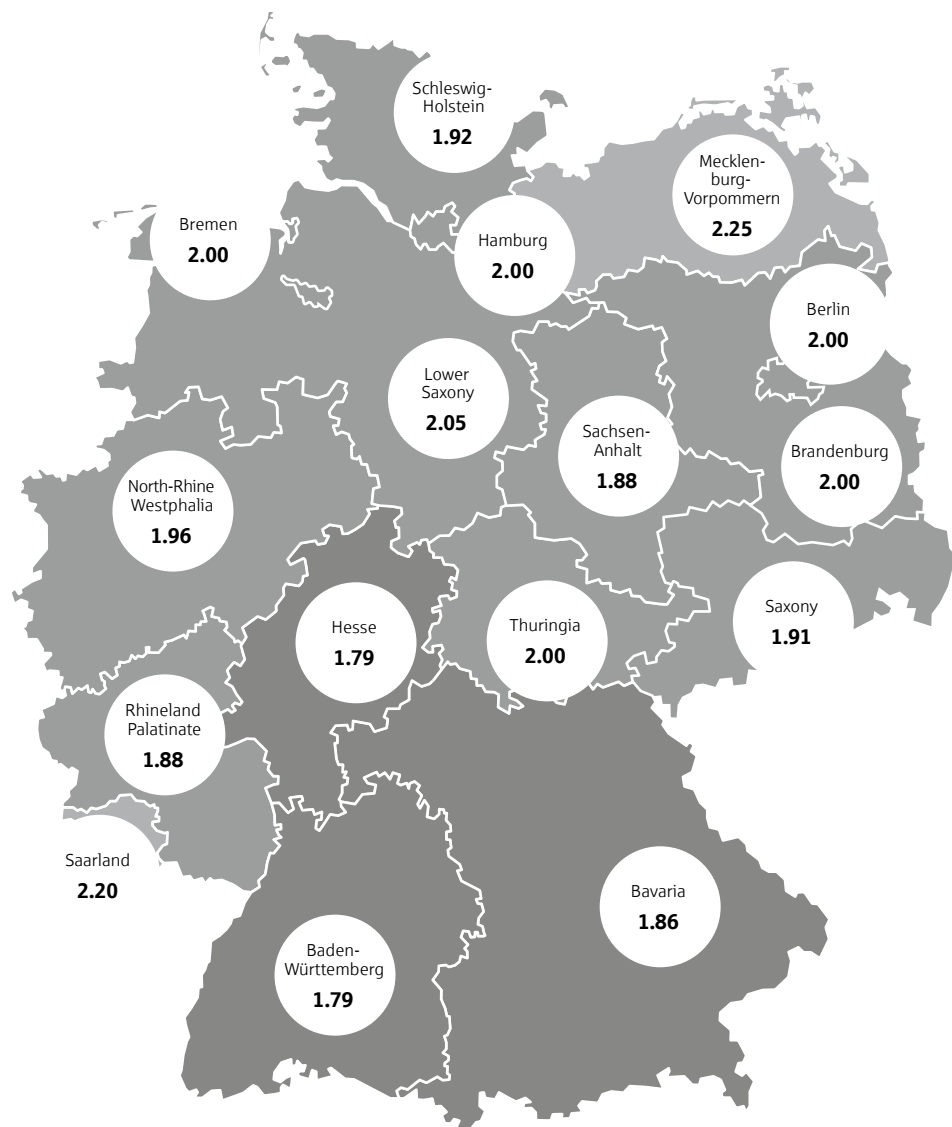 Schleswig-
Holstein
1.92
Mecklen-
burg-
Vorpommern
2.25
Bremen
2.00
Hamburg
2.00
Berlin
2.00
Lower
Saxony
2.05
Sachsen-
Anhalt
1.88
Brandenburg
2.00
North-Rhine
Westphalia
1.96
Hesse
1.79
Thuringia
2.00
Saxony
1.91
Rhineland
Palatinate
1.88
Saarland
2.20
Bavaria
1.86
Baden-
Württemberg
1.79